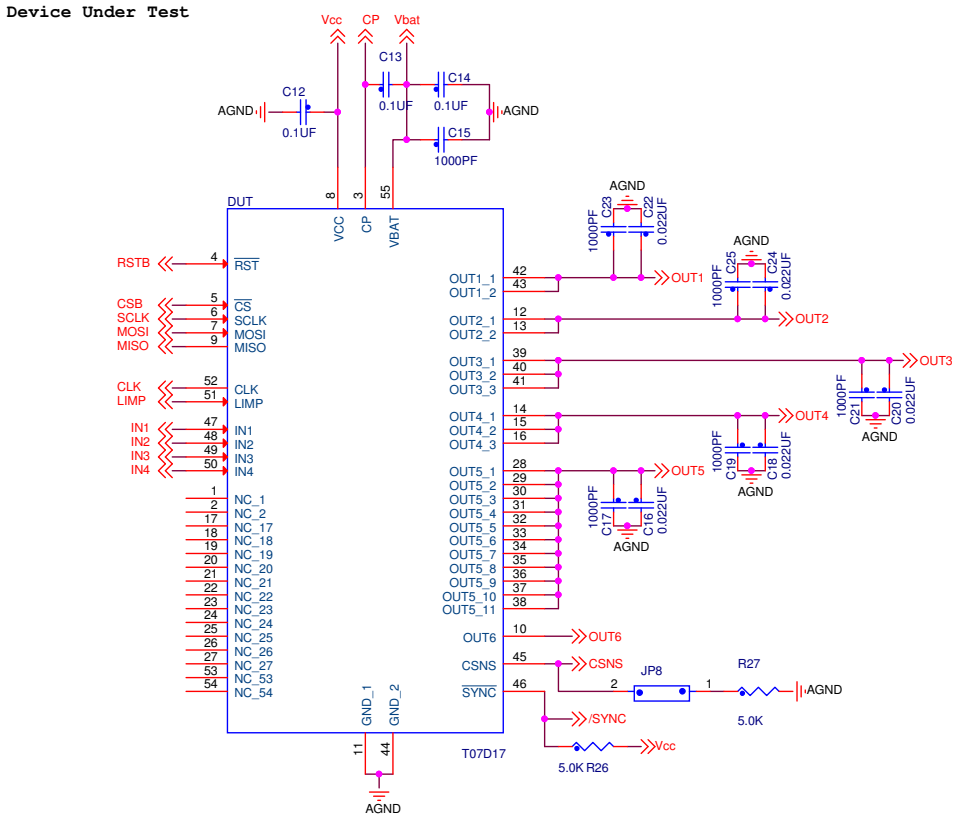 Device Under Test
Vcc CP Vbat
C13
C12 C14
AGND 0.1UF 0.1UF AGND
0.1UF C15
1000PF
8 3 55
DUT
VCC CP VBAT
RSTB 4 RST
CSB 5 CS
SCLK 6 SCLK
MOSI 7 MOSI
MISO 9 MISO
CLK 52 CLK
LIMP 51 LIMP
IN1 47 IN1
IN2 48 IN2
IN3 49 IN3
IN4 50 IN4
1 NC_1
2 NC_2
17 NC_17
18 NC_18
19 NC_19
20 NC_20
21 NC_21
22 NC_22
23 NC_23
24 NC_24
25 NC_25
26 NC_26
27 NC_27
53 NC_53
54 NC_54
AGND
1000PF C23 C22 0.022UF
OUT1_1 42 OUT1
OUT1_2 43
AGND
1000PF C25 C24 0.022UF
OUT2_1 12 OUT2
OUT2_2 13
OUT3_1 39 OUT3
OUT3_2 40
OUT3_3 41
1000PF C21 C20 0.022UF
AGND
OUT4_1 14 OUT4
OUT4_2 15
OUT4_3 16
1000PF C19 C18 0.022UF
AGND
OUT5_1 28 OUT5
OUT5_2 29
OUT5_3 30
OUT5_4 31
OUT5_5 32
OUT5_6 33
OUT5_7 34
OUT5_8 35
OUT5_9 36
OUT5_10 37
OUT5_11 38
1000PF C17 C16 0.022UF
AGND
OUT6 10 OUT6
CSNS 45 CSNS
JP8 R27
2 1 AGND
5.0K
SYNC 46
/SYNC
Vcc
5.0K R26
GND_1 GND_2
11 44
T07D17
AGND